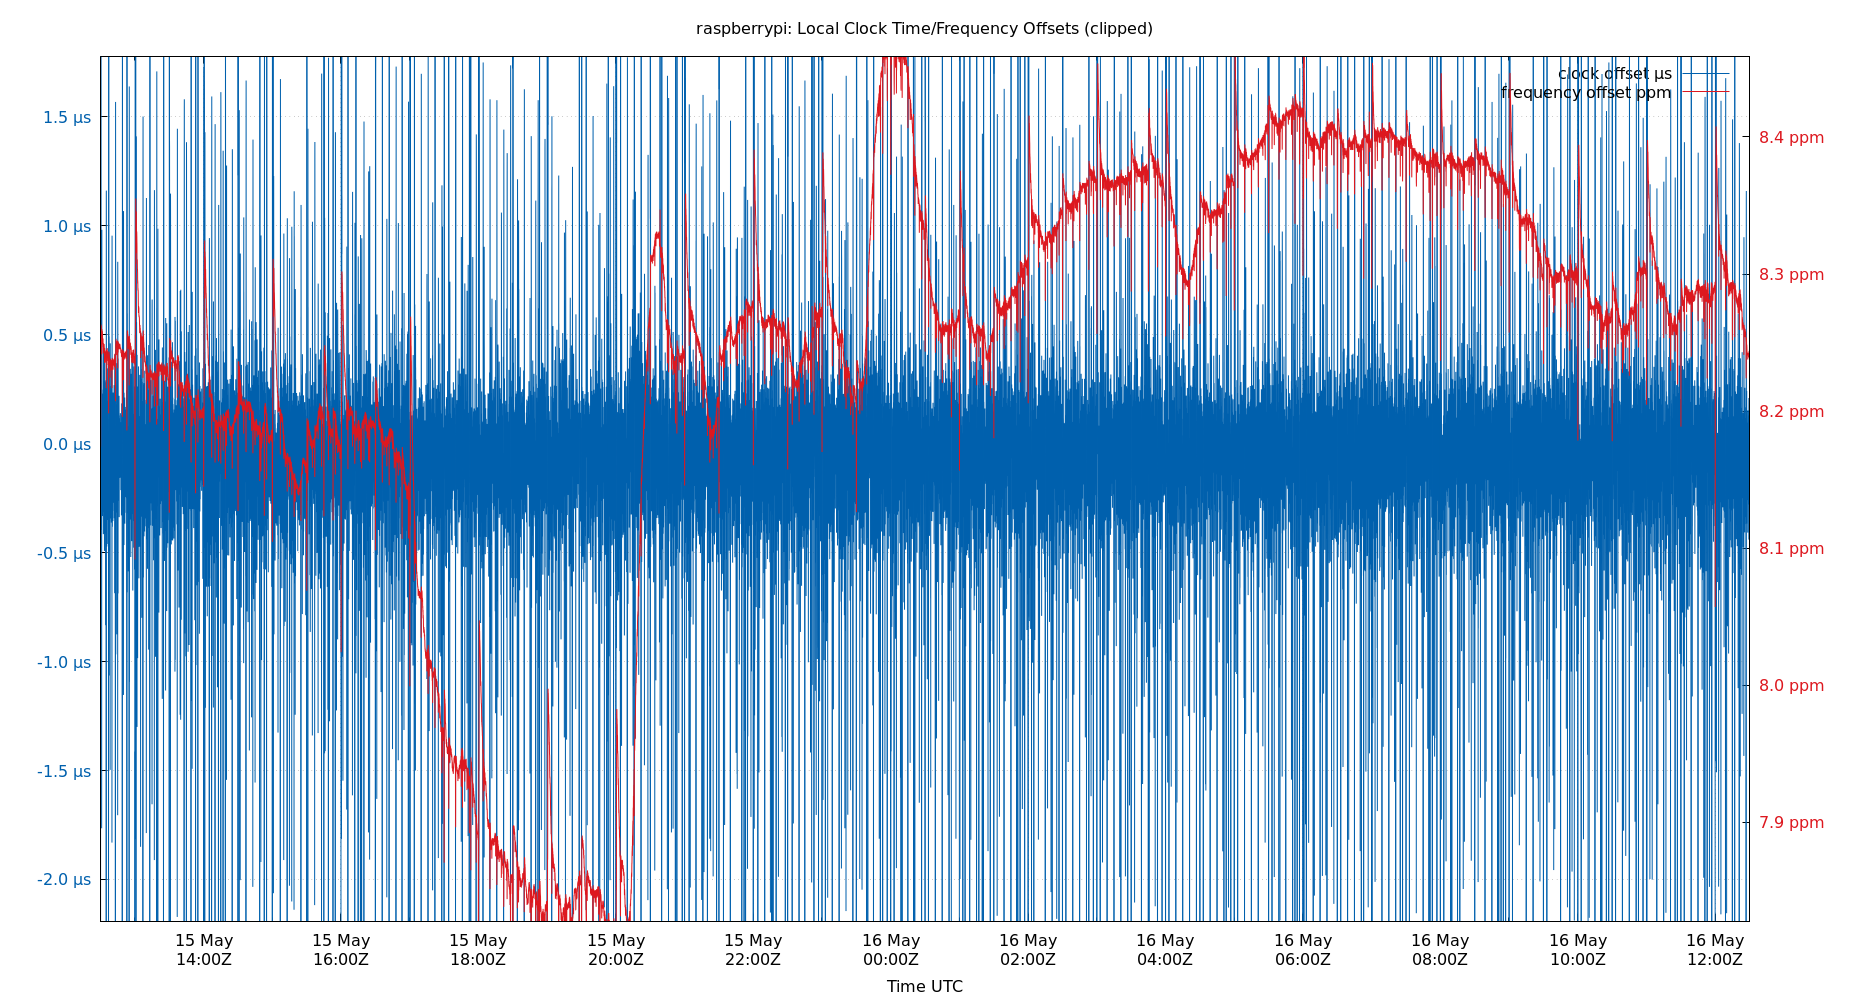 raspberrypi: Local Clock Time/Frequency Offsets (clipped)
clock offset µs
frequency offset ppm
1.5 µs
1.0 µs
0.5 µs
0.0 µs
-0.5 µs
-1.0 µs
-1.5 µs
-2.0 µs
8.4 ppm
8.3 ppm
8.2 ppm
8.1 ppm
8.0 ppm
7.9 ppm
15 May 15 May 15 May 15 May 15 May 16 May 16 May 16 May 16 May 16 May 16 May 16 May
14:00Z 16:00Z 18:00Z 20:00Z 22:00Z 00:00Z 02:00Z 04:00Z 06:00Z 08:00Z 10:00Z 12:00Z
Time UTC